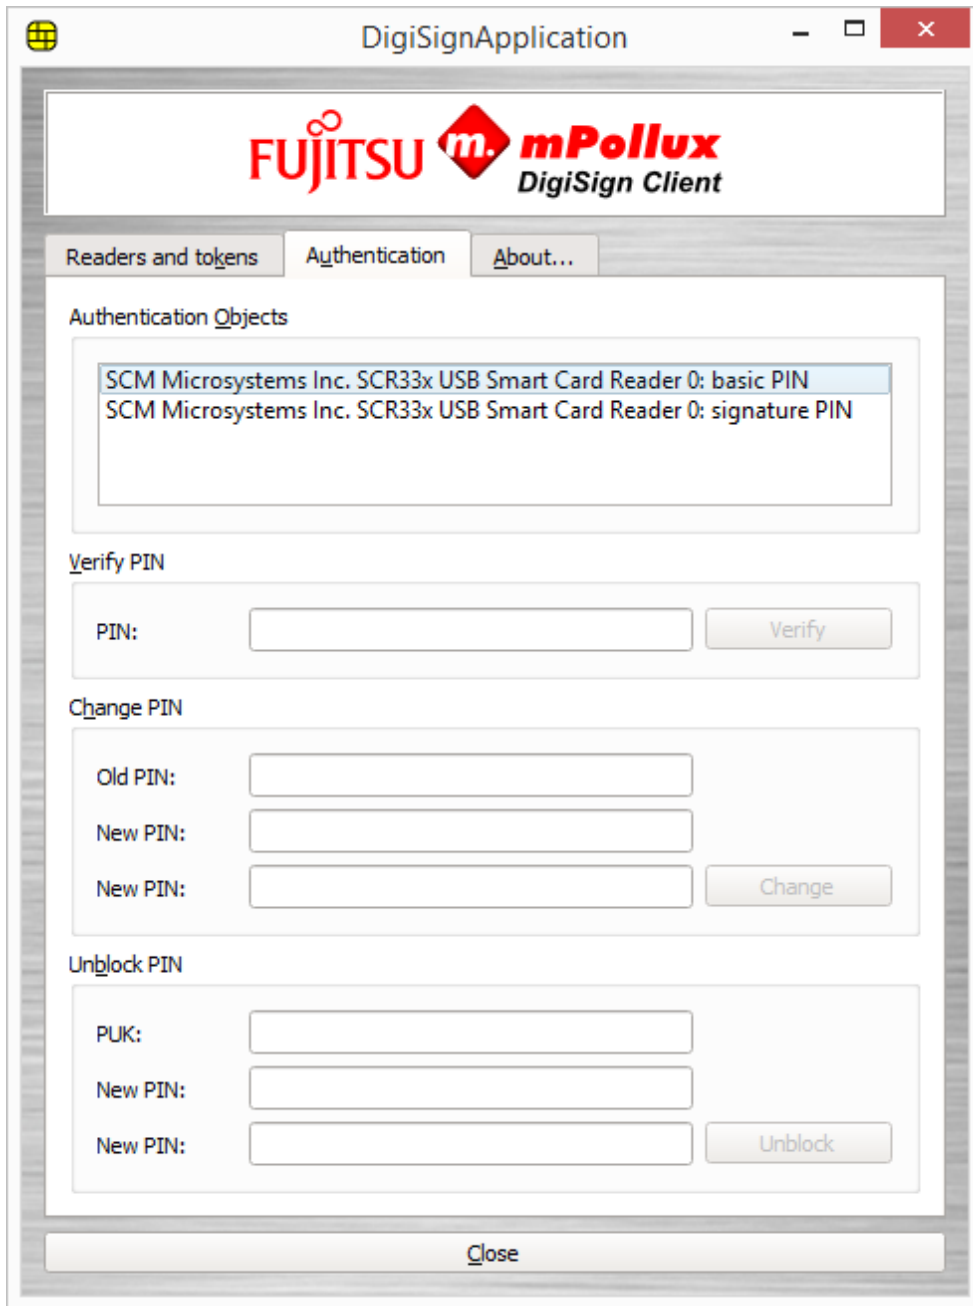 DigiSignApplication
FUJITSU m. mPollux
DigiSign Client
Readers and tokens Authentication About...
Authentication Objects
SCM Microsystems Inc. SCR33x USB Smart Card Reader 0: basic PIN
SCM Microsystems Inc. SCR33x USB Smart Card Reader 0: signature PIN
Verify PIN
PIN: Verify
Change PIN
Old PIN:
New PIN:
New PIN: Change
Unblock PIN
PUK:
New PIN:
New PIN: Unblock
Close